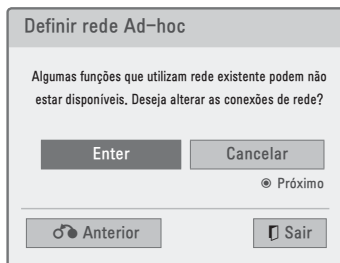 Definir rede Ad-hoc
Algumas funções que utilizam rede existente podem não
estar disponíveis. Deseja alterar as conexões de rede?
Enter
Cancelar
Próximo
Anterior
Sair